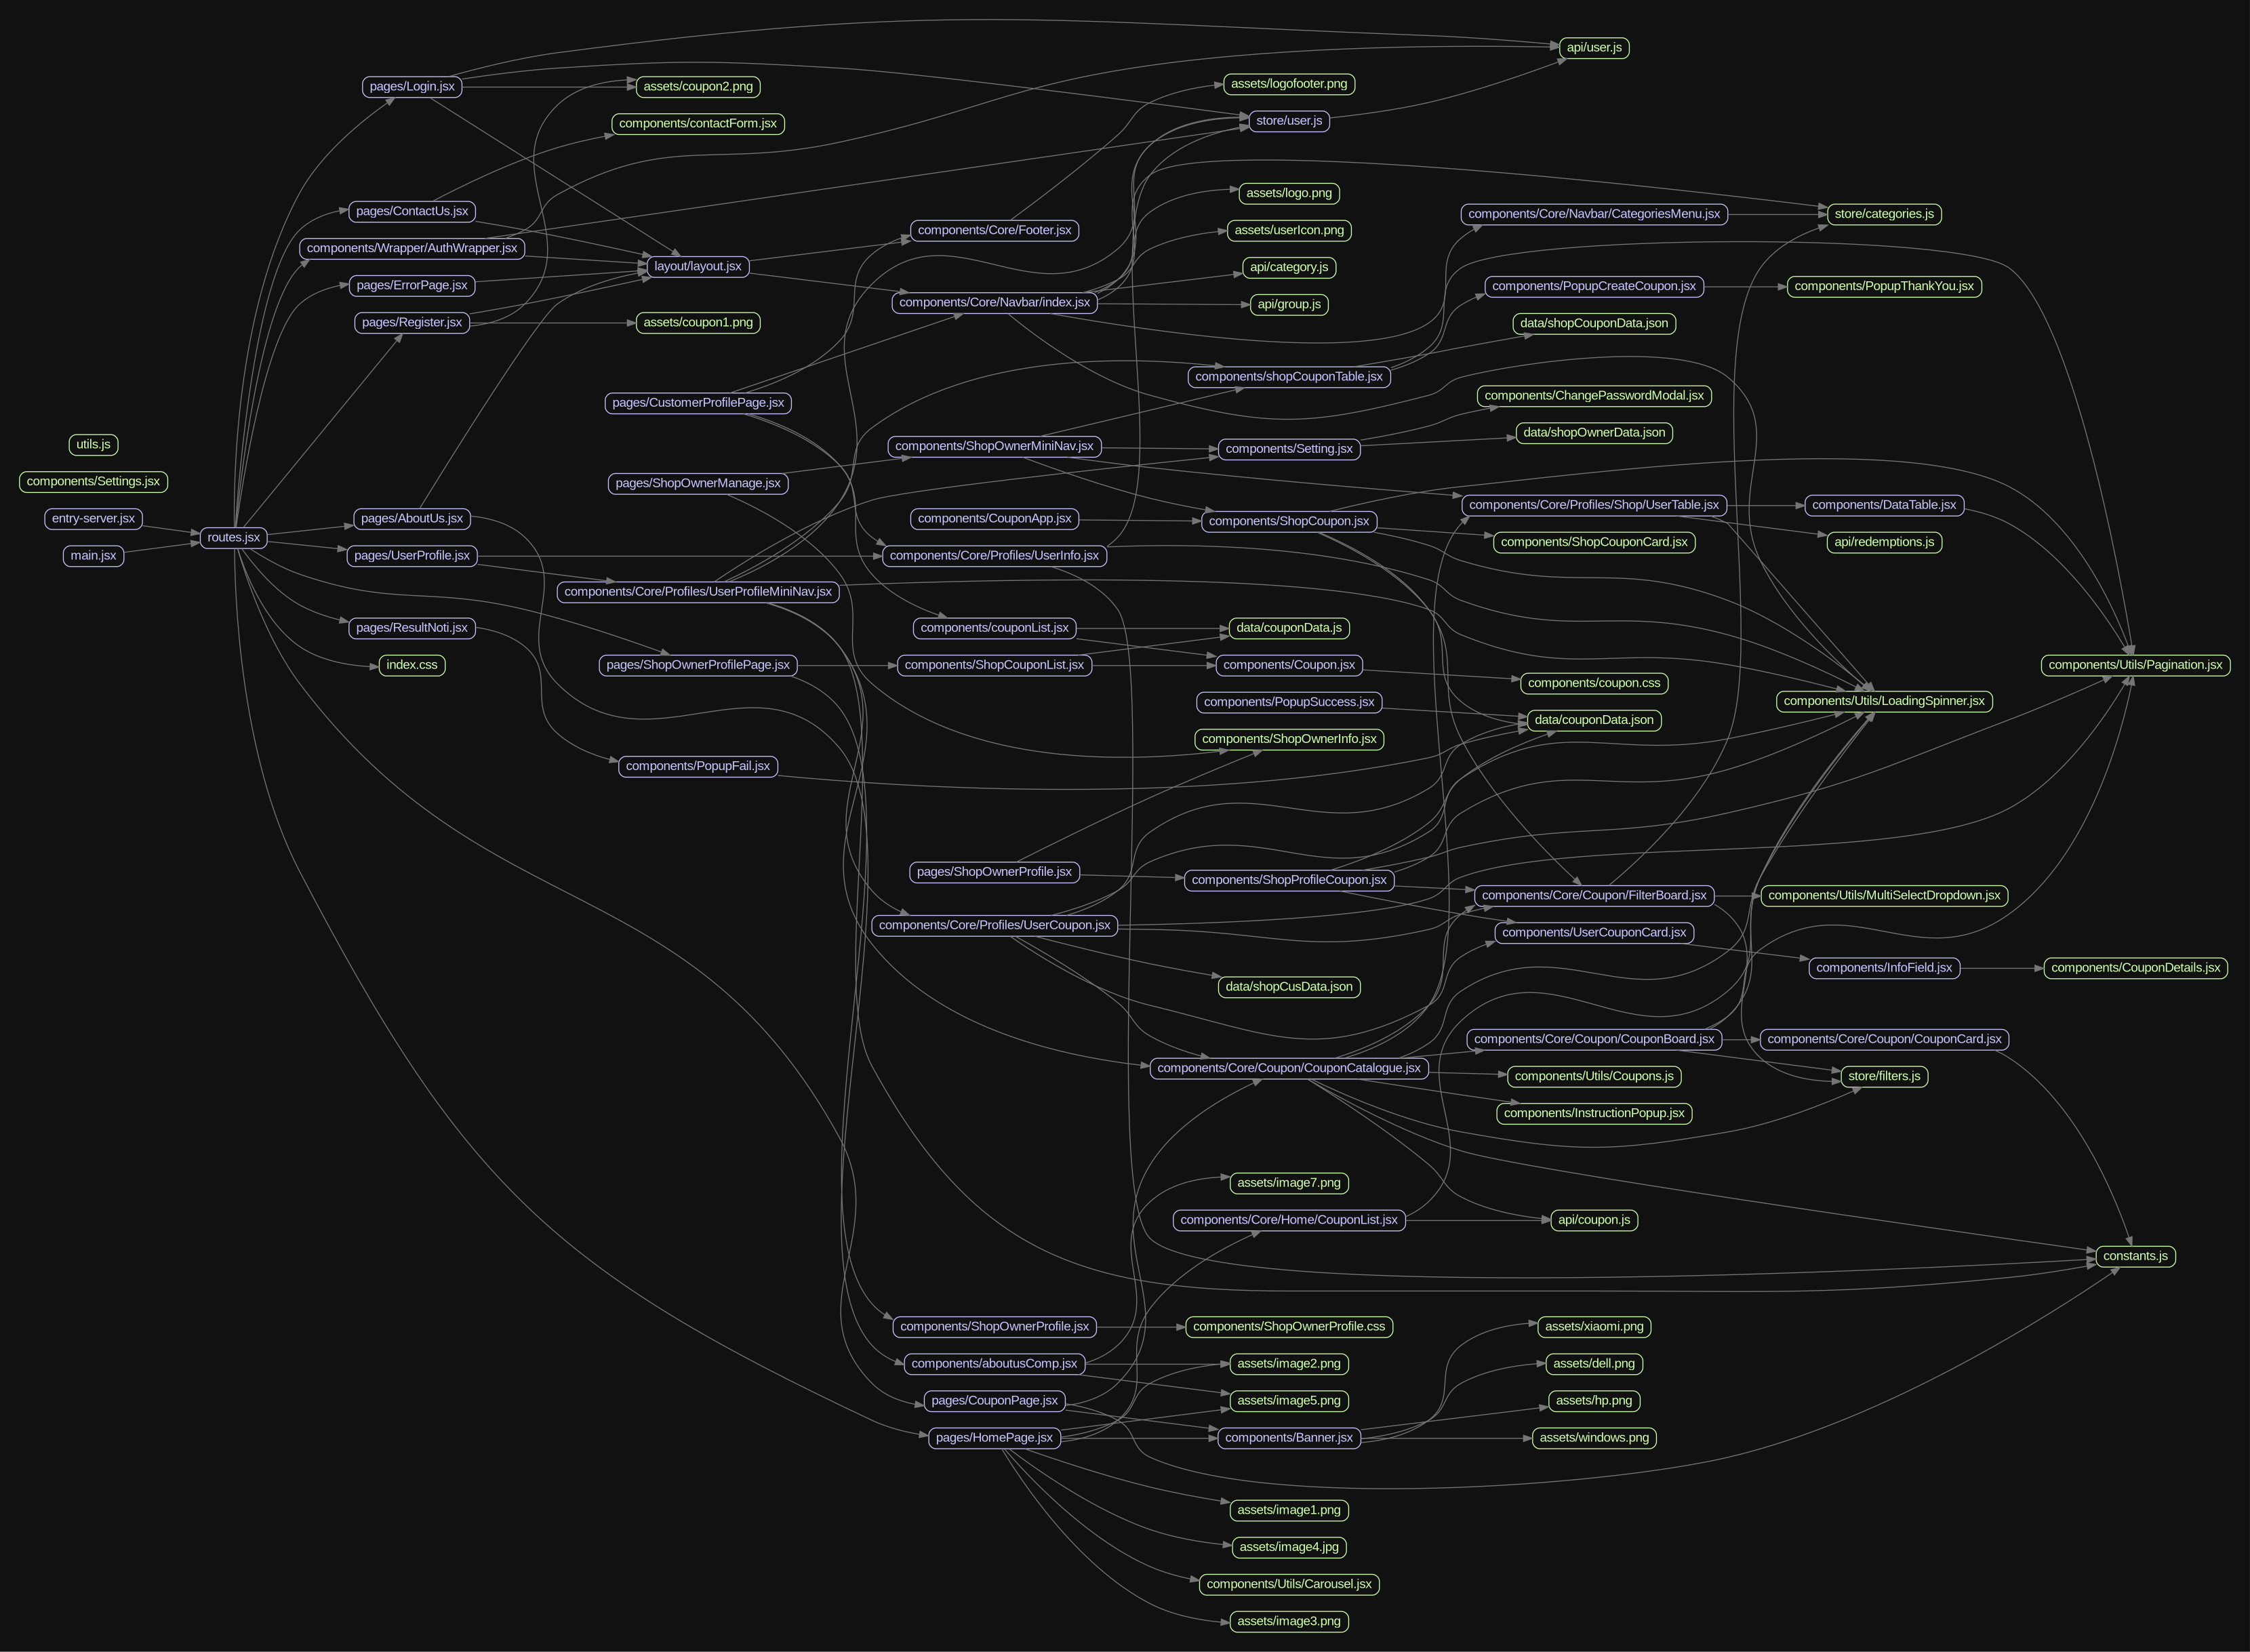 utils.js
components/Settings.jsx
entry-server.jsx
main.jsx
routes.jsx
pages/Login.jsx
pages/ContactUs.jsx
components/Wrapper/AuthWrapper.jsx
pages/ErrorPage.jsx
pages/Register.jsx
pages/AboutUs.jsx
pages/UserProfile.jsx
pages/ResultNoti.jsx
index.css
assets/coupon2.png
components/contactForm.jsx
layout/layout.jsx
assets/coupon1.png
pages/CustomerProfilePage.jsx
pages/ShopOwnerManage.jsx
components/Core/Profiles/UserProfileMiniNav.jsx
pages/ShopOwnerProfilePage.jsx
components/PopupFail.jsx
components/Core/Footer.jsx
components/Core/Navbar/index.jsx
components/ShopOwnerMiniNav.jsx
components/CouponApp.jsx
components/Core/Profiles/UserInfo.jsx
components/couponList.jsx
components/ShopCouponList.jsx
pages/ShopOwnerProfile.jsx
components/Core/Profiles/UserCoupon.jsx
components/ShopOwnerProfile.jsx
components/aboutusComp.jsx
pages/CouponPage.jsx
pages/HomePage.jsx
assets/logofooter.png
store/user.js
assets/logo.png
assets/userIcon.png
api/category.js
api/group.js
components/shopCouponTable.jsx
components/Setting.jsx
components/ShopCoupon.jsx
data/couponData.js
components/Coupon.jsx
components/PopupSuccess.jsx
components/ShopOwnerInfo.jsx
components/ShopProfileCoupon.jsx
data/shopCusData.json
components/Core/Coupon/CouponCatalogue.jsx
assets/image7.png
components/Core/Home/CouponList.jsx
components/ShopOwnerProfile.css
assets/image2.png
assets/image5.png
components/Banner.jsx
assets/image1.png
assets/image4.jpg
components/Utils/Carousel.jsx
assets/image3.png
api/user.js
components/Core/Navbar/CategoriesMenu.jsx
components/PopupCreateCoupon.jsx
data/shopCouponData.json
components/ChangePasswordModal.jsx
data/shopOwnerData.json
components/Core/Profiles/Shop/UserTable.jsx
components/ShopCouponCard.jsx
components/coupon.css
data/couponData.json
components/Core/Coupon/FilterBoard.jsx
components/UserCouponCard.jsx
components/Core/Coupon/CouponBoard.jsx
components/Utils/Coupons.js
components/InstructionPopup.jsx
api/coupon.js
assets/xiaomi.png
assets/dell.png
assets/hp.png
assets/windows.png
store/categories.js
components/PopupThankYou.jsx
components/DataTable.jsx
api/redemptions.js
components/Utils/LoadingSpinner.jsx
components/Utils/MultiSelectDropdown.jsx
components/InfoField.jsx
components/Core/Coupon/CouponCard.jsx
store/filters.js
components/Utils/Pagination.jsx
components/CouponDetails.jsx
constants.js